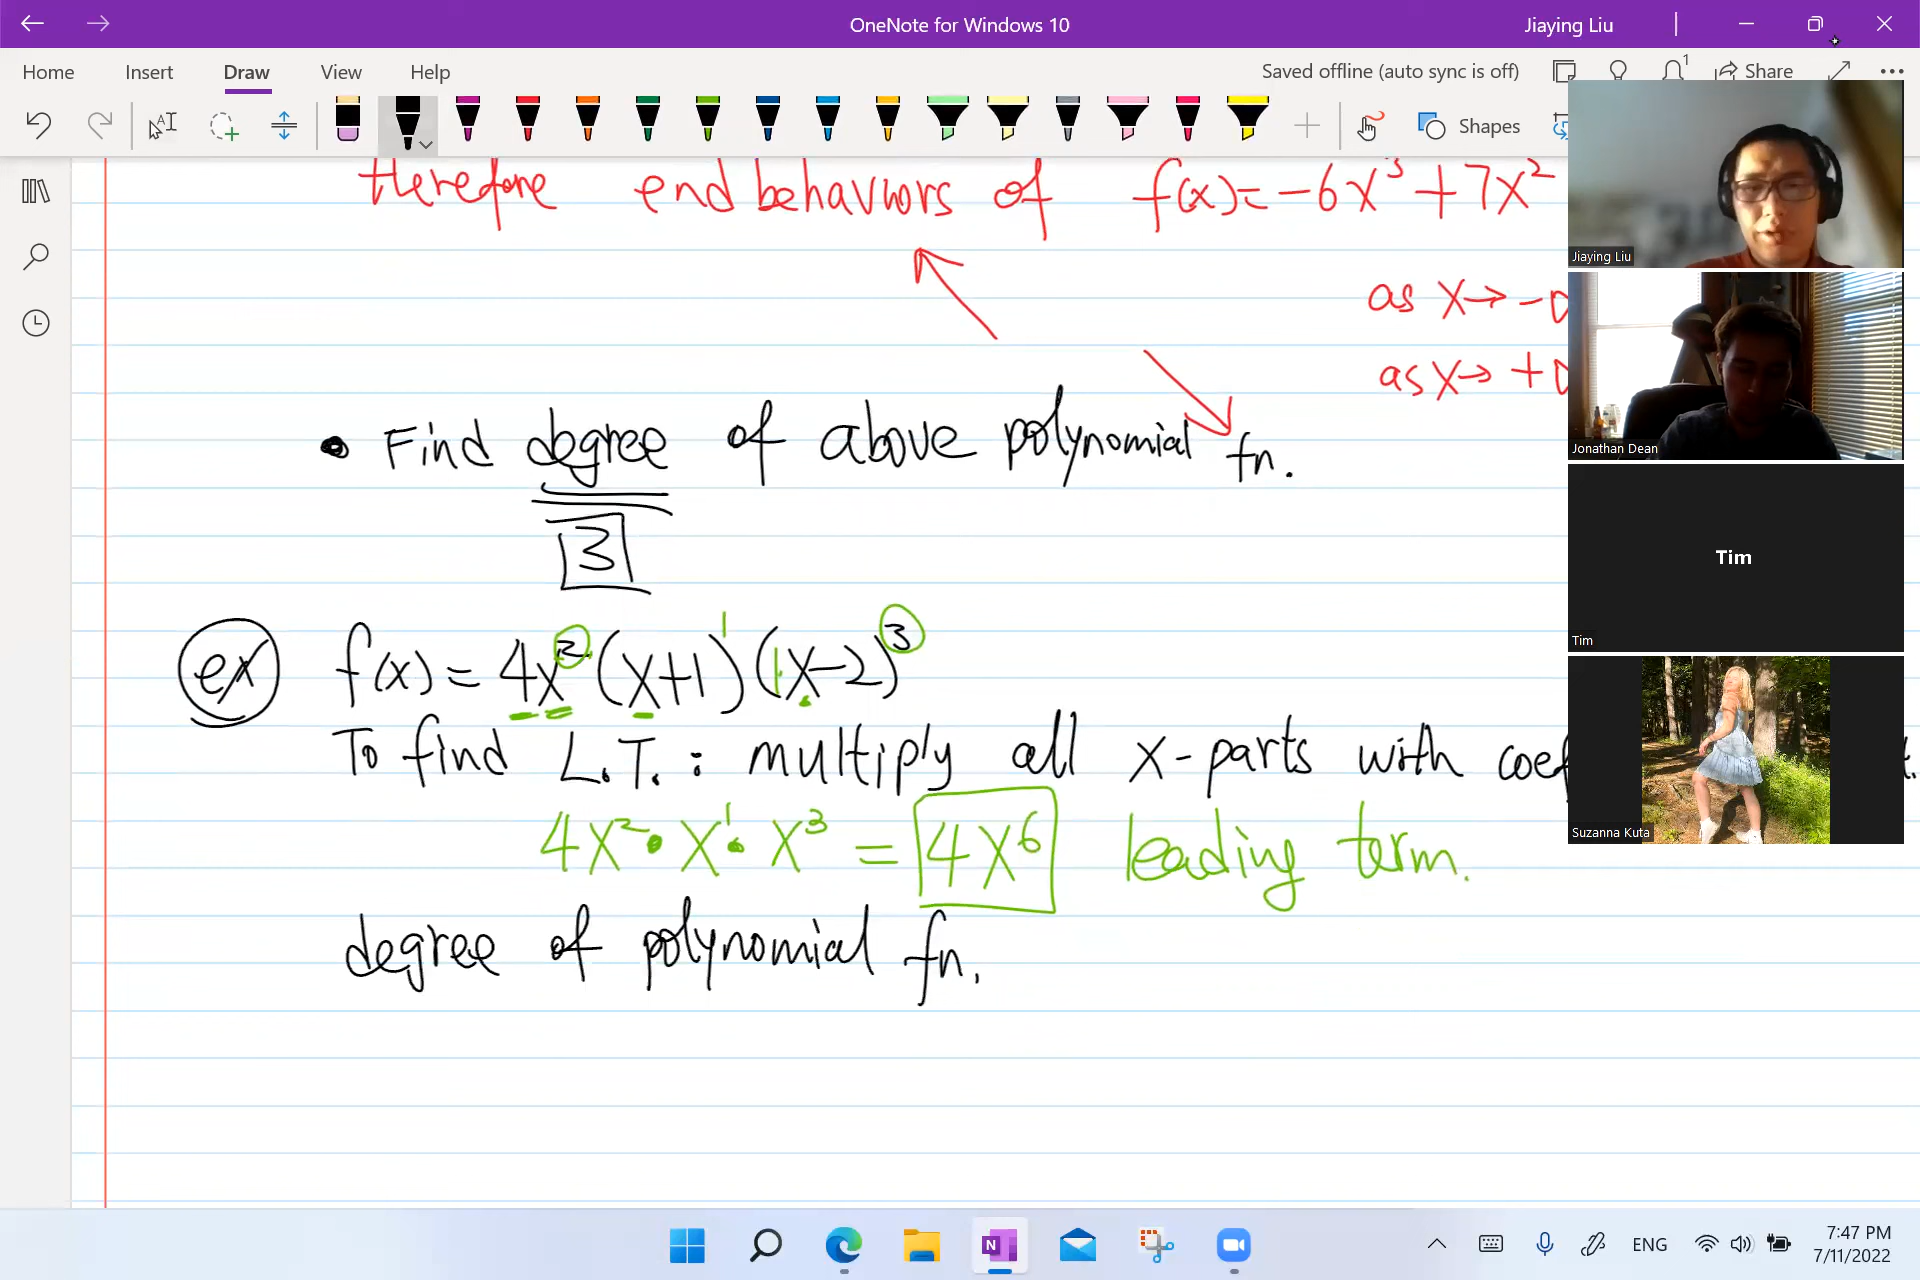 OneNote for Windows 10
Jiaying Liu
Home Insert Draw View Help
Saved offline (auto sync is off)
1
Share
Shapes
therefore end behaviors of f(x) = -6x³ + 7x²
as x→ -
as x→ +
• Find degree of above polynomial fn.
3
ex f(x) = 4x² (x+1)¹ (1x-2)³
To find L.T. : multiply all x-parts with
4x² • x¹ • x³ = 4x⁶ leading term.
degree of polynomial fn.
Jiaying Liu
Jonathan Dean
Tim
Tim
Suzanna Kuta
ENG
7:47 PM
7/11/2022